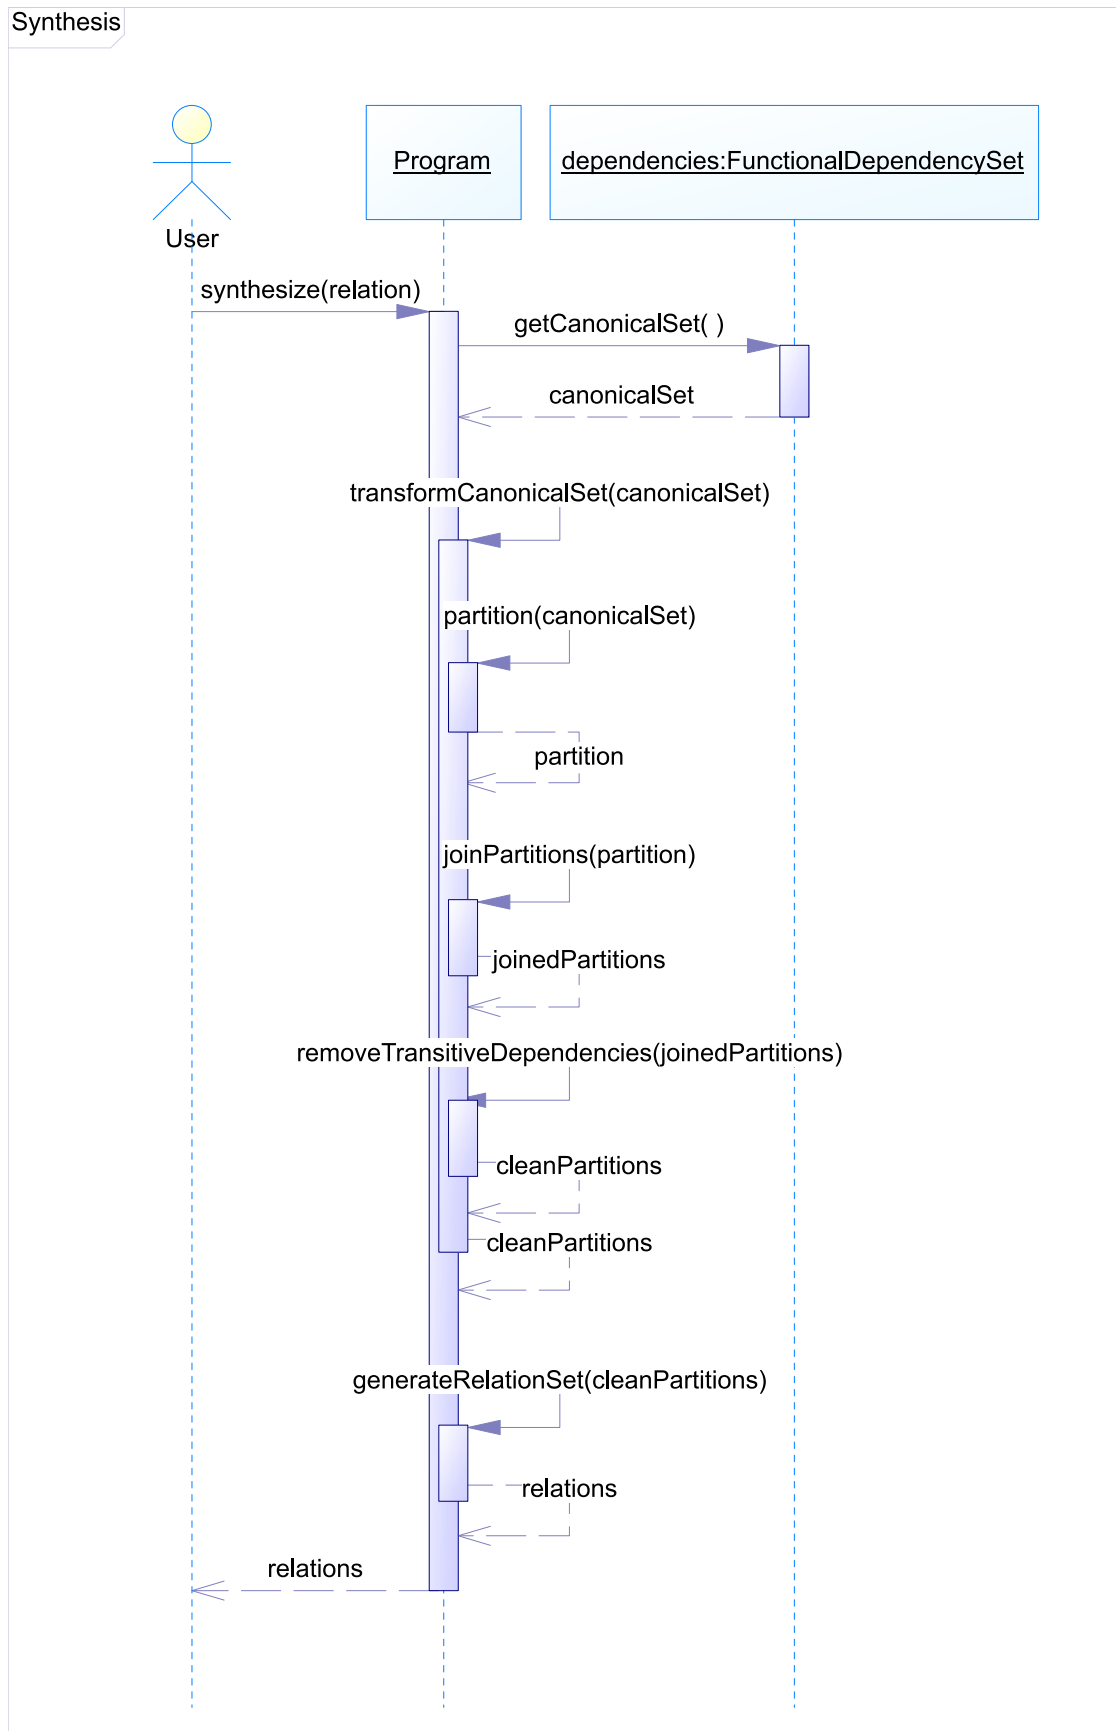 Synthesis
Program
dependencies:FunctionalDependencySet
User
synthesize(relation)
getCanonicalSet( )
canonicalSet
transformCanonicalSet(canonicalSet)
partition(canonicalSet)
partition
joinPartitions(partition)
joinedPartitions
removeTransitiveDependencies(joinedPartitions)
cleanPartitions
cleanPartitions
generateRelationSet(cleanPartitions)
relations
relations